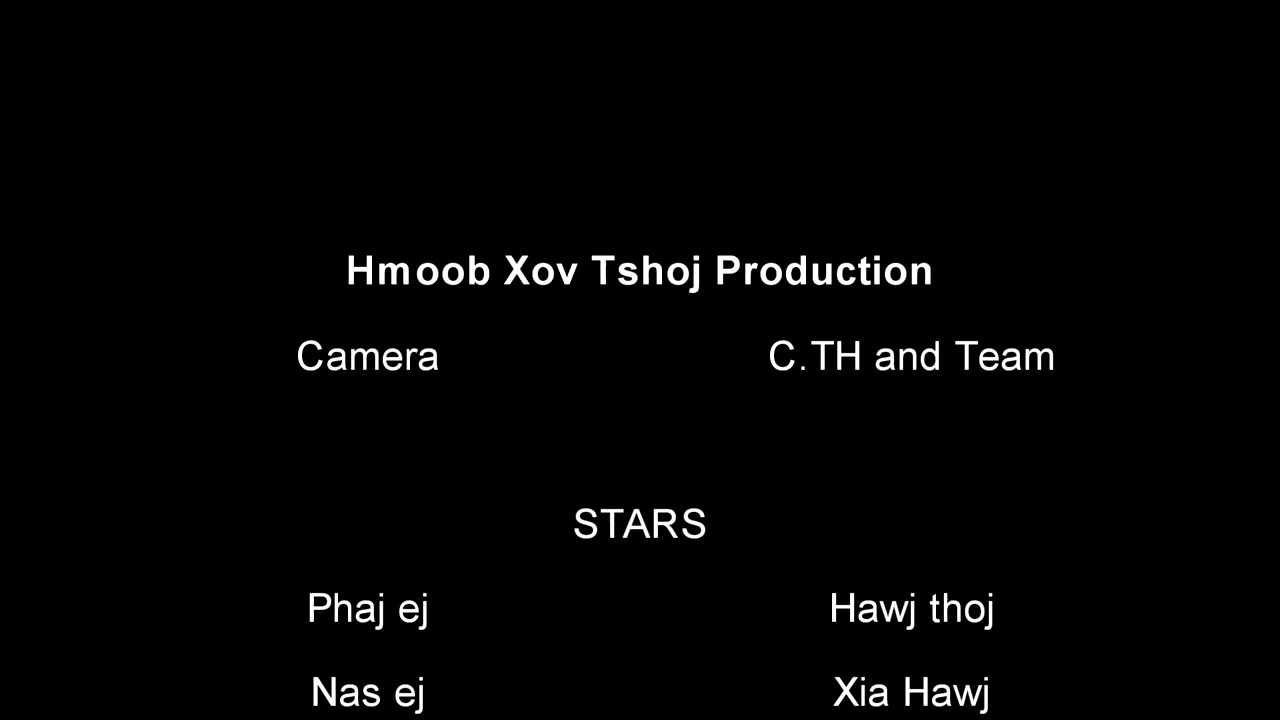 Hmoob Xov Tshoj Production
Camera C.TH and Team
STARS
Phaj ej Hawj thoj
Nas ej Xia Hawj